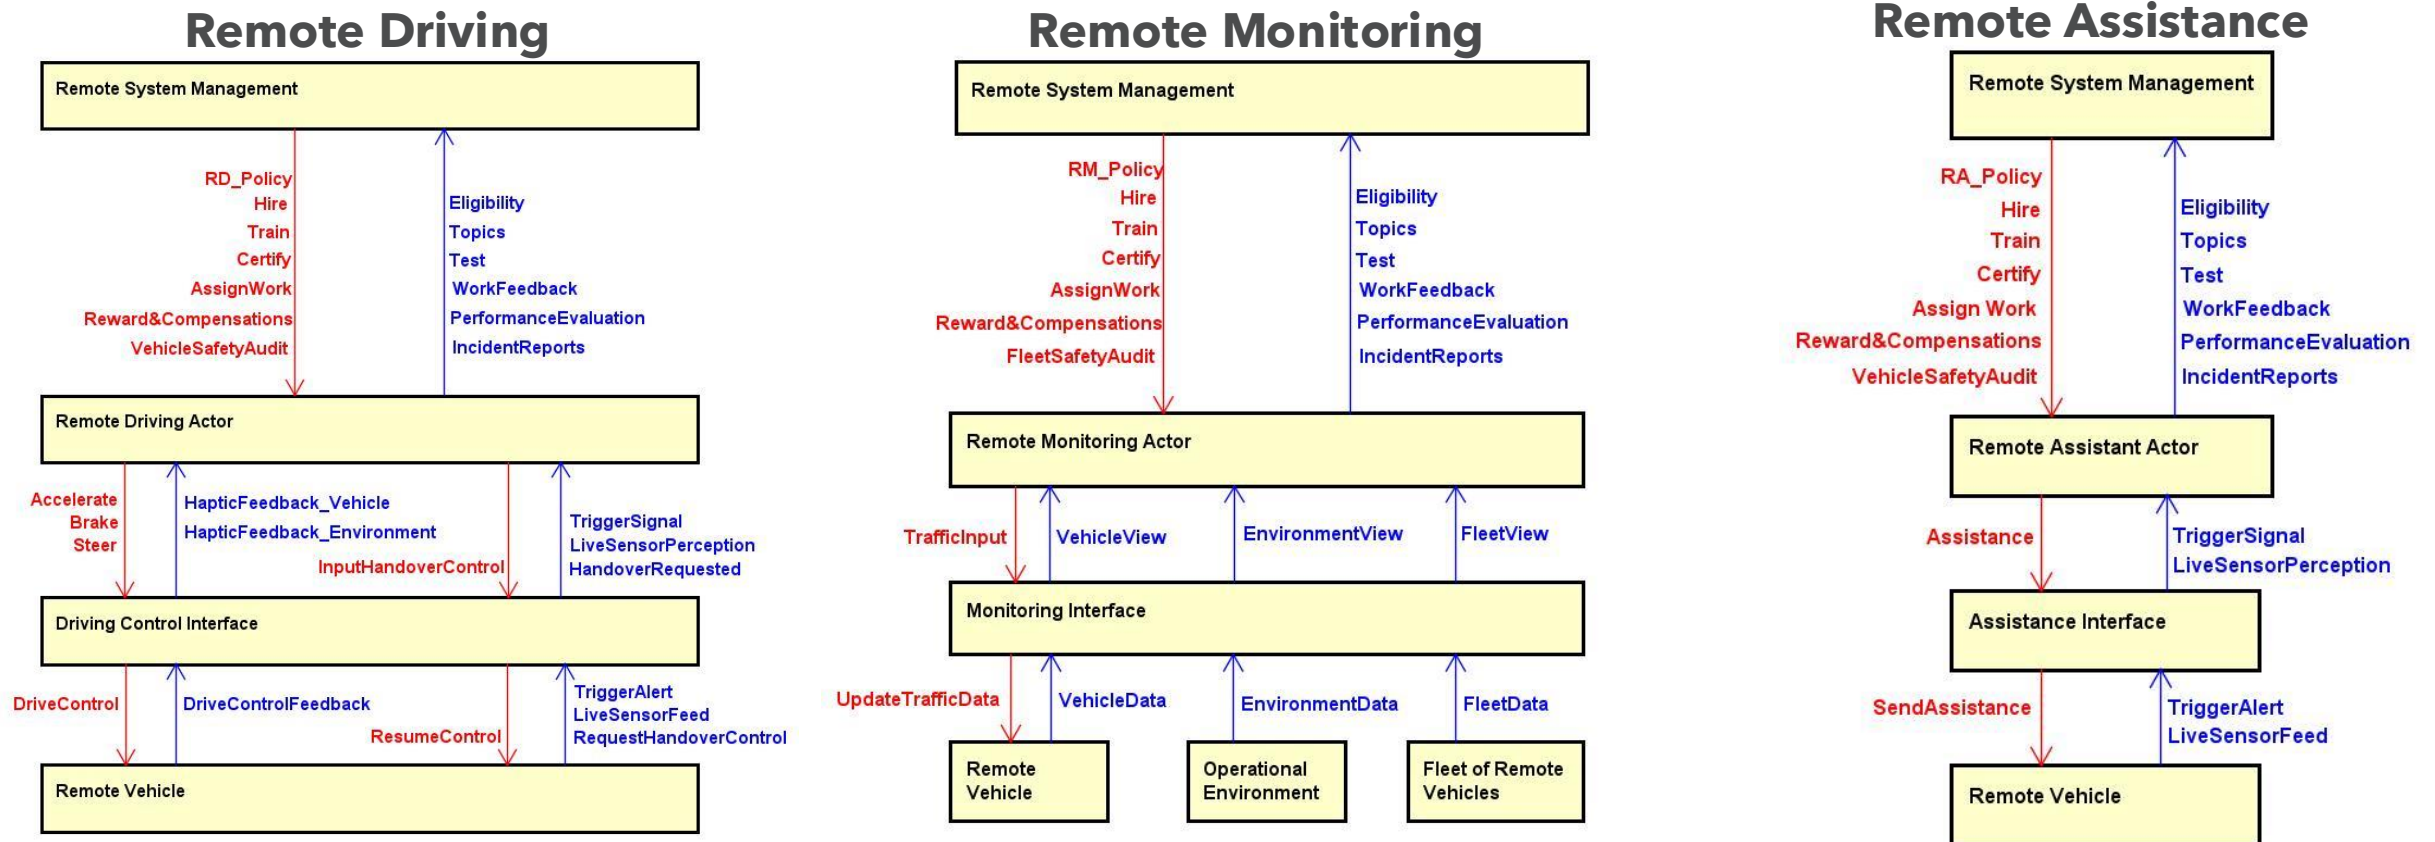 Remote Driving
Remote System Management
RD_Policy
Hire
Train
Certify
AssignWork
Reward&Compensations
VehicleSafetyAudit
Eligibility
Topics
Test
WorkFeedback
PerformanceEvaluation
IncidentReports
Remote Driving Actor
Accelerate
Brake
Steer
HapticFeedback_Vehicle
HapticFeedback_Environment
InputHandoverControl
TriggerSignal
LiveSensorPerception
HandoverRequested
Driving Control Interface
DriveControl
DriveControlFeedback
ResumeControl
TriggerAlert
LiveSensorFeed
RequestHandoverControl
Remote Vehicle
Remote Monitoring
Remote System Management
RM_Policy
Hire
Train
Certify
AssignWork
Reward&Compensations
FleetSafetyAudit
Eligibility
Topics
Test
WorkFeedback
PerformanceEvaluation
IncidentReports
Remote Monitoring Actor
TrafficInput
VehicleView
EnvironmentView
FleetView
Monitoring Interface
UpdateTrafficData
VehicleData
EnvironmentData
FleetData
Remote
Vehicle
Operational
Environment
Fleet of Remote
Vehicles
Remote Assistance
Remote System Management
RA_Policy
Hire
Train
Certify
Assign Work
Reward&Compensations
VehicleSafetyAudit
Eligibility
Topics
Test
WorkFeedback
PerformanceEvaluation
IncidentReports
Remote Assistant Actor
Assistance
TriggerSignal
LiveSensorPerception
Assistance Interface
SendAssistance
TriggerAlert
LiveSensorFeed
Remote Vehicle